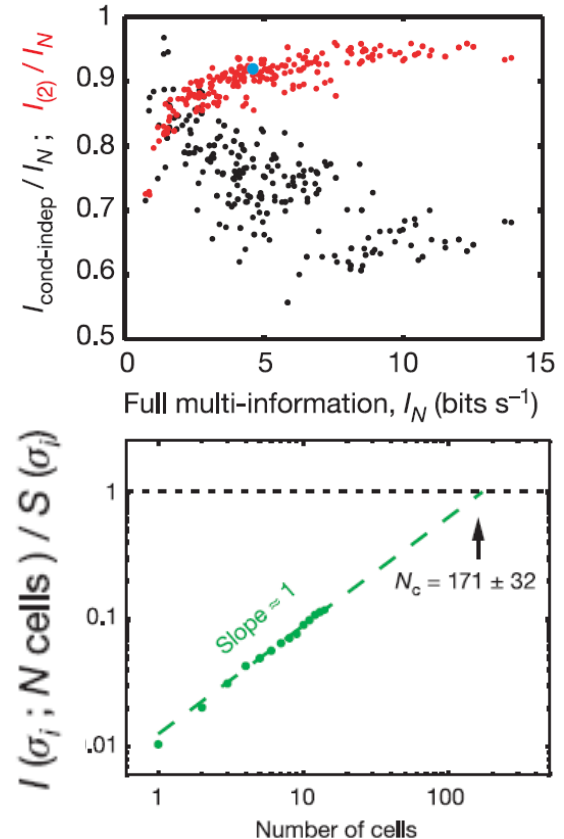 I_cond-indep / I_N ; I_(2) / I_N
1
0.9
0.8
0.7
0.6
0.5
0 5 10 15
Full multi-information, I_N (bits s⁻¹)
I (σ_i ; N cells) / S (σ_i)
1
0.1
.01
Slope ≈ 1
N_c = 171 ± 32
1 10 100
Number of cells